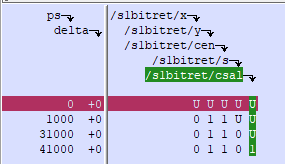 ps /slbitret/x
delta /slbitret/y
/slbitret/cen
/slbitret/s
/slbitret/csal
0 +0 U U U U U
1000 +0 0 1 1 U U
31000 +0 0 1 1 0 U
41000 +0 0 1 1 0 1